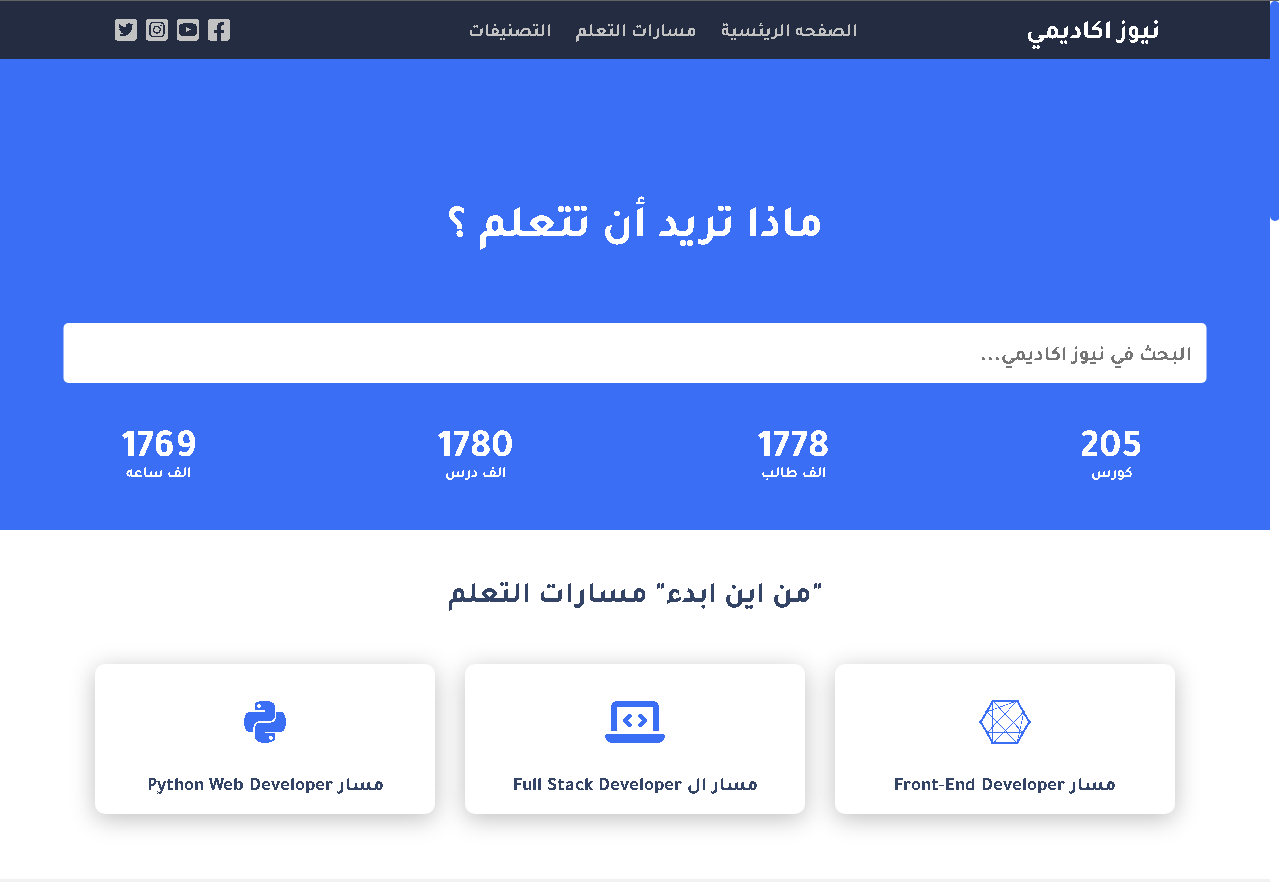 نيوز اكاديمي
الصفحه الريئسية
مسارات التعلم
التصنيفات
ماذا تريد أن تتعلم ؟
البحث في نيوز اكاديمي...
205
كورس
1778
الف طالب
1780
الف درس
1769
الف ساعه
"من اين ابدء" مسارات التعلم
مسار Front-End Developer
مسار ال Full Stack Developer
مسار Python Web Developer